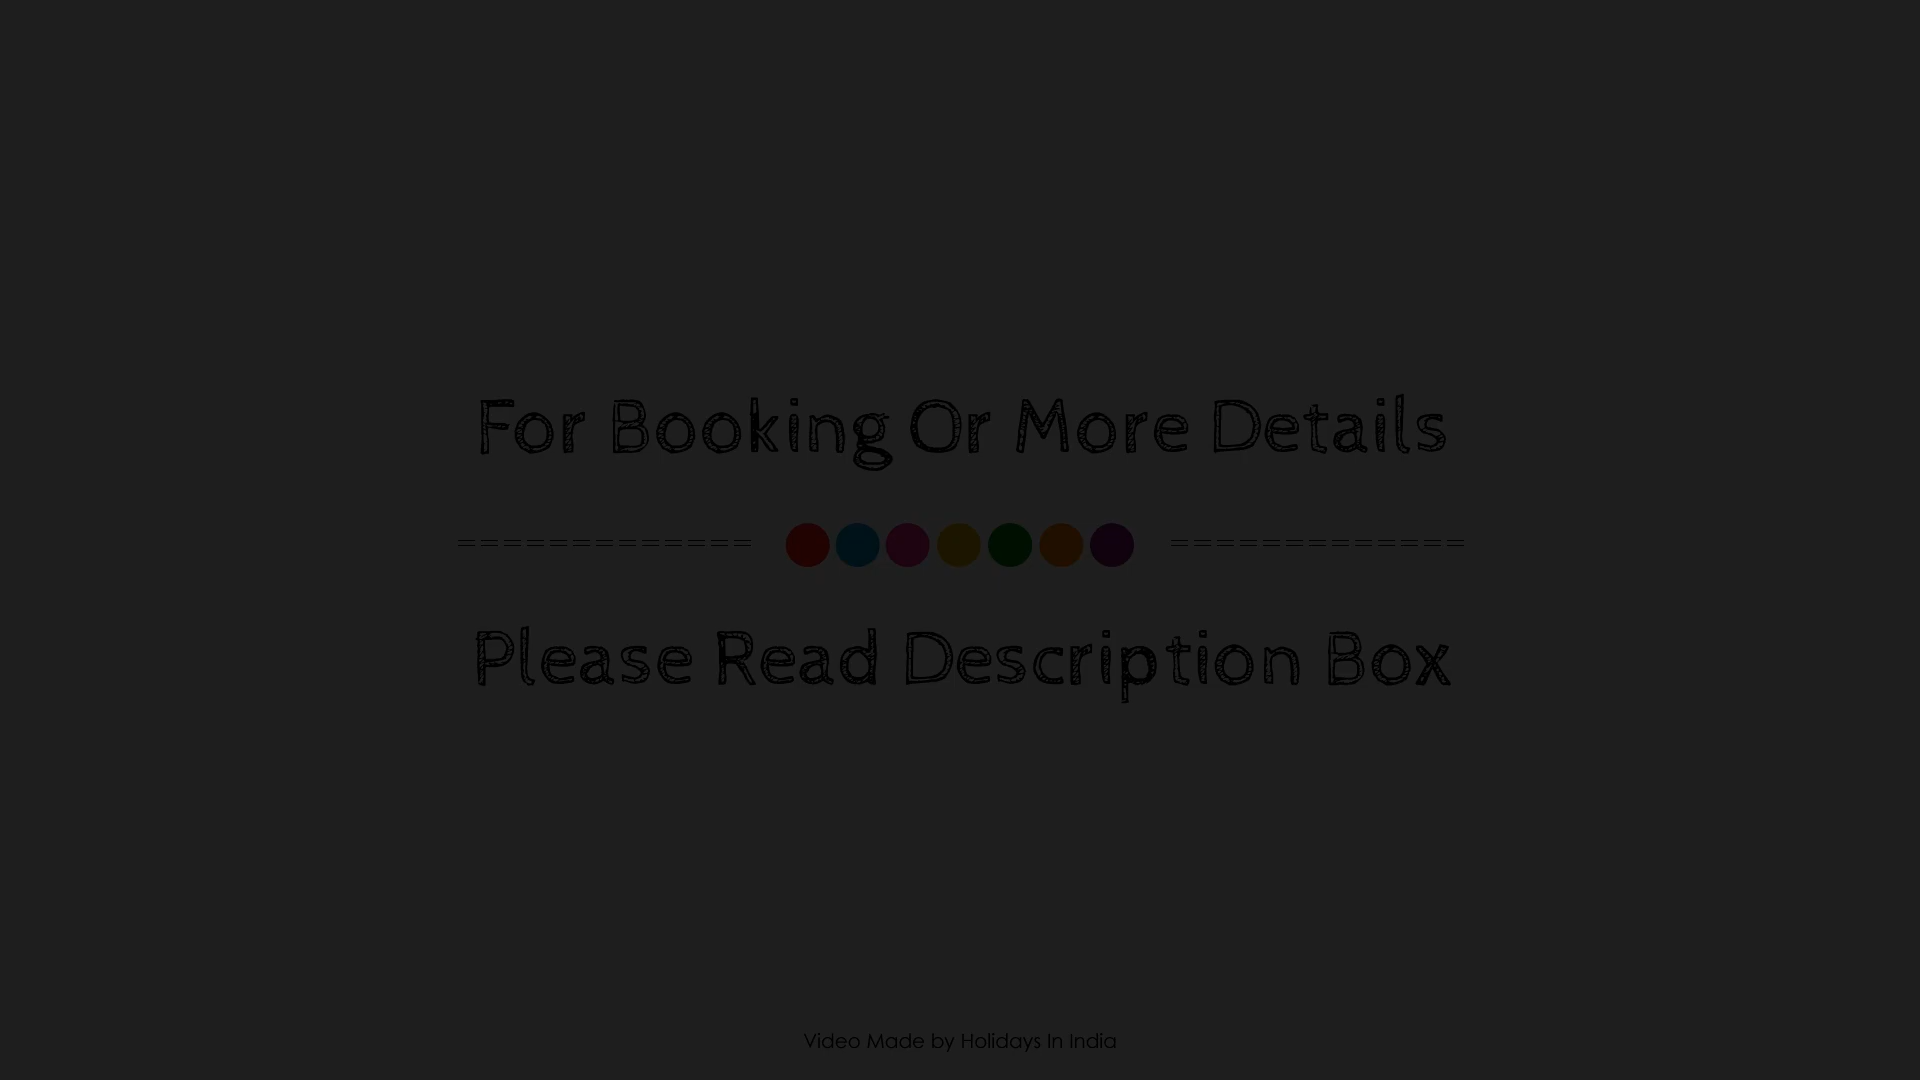 For Booking Or More Details
============= =============
Please Read Description Box
Video Made by Holidays In India